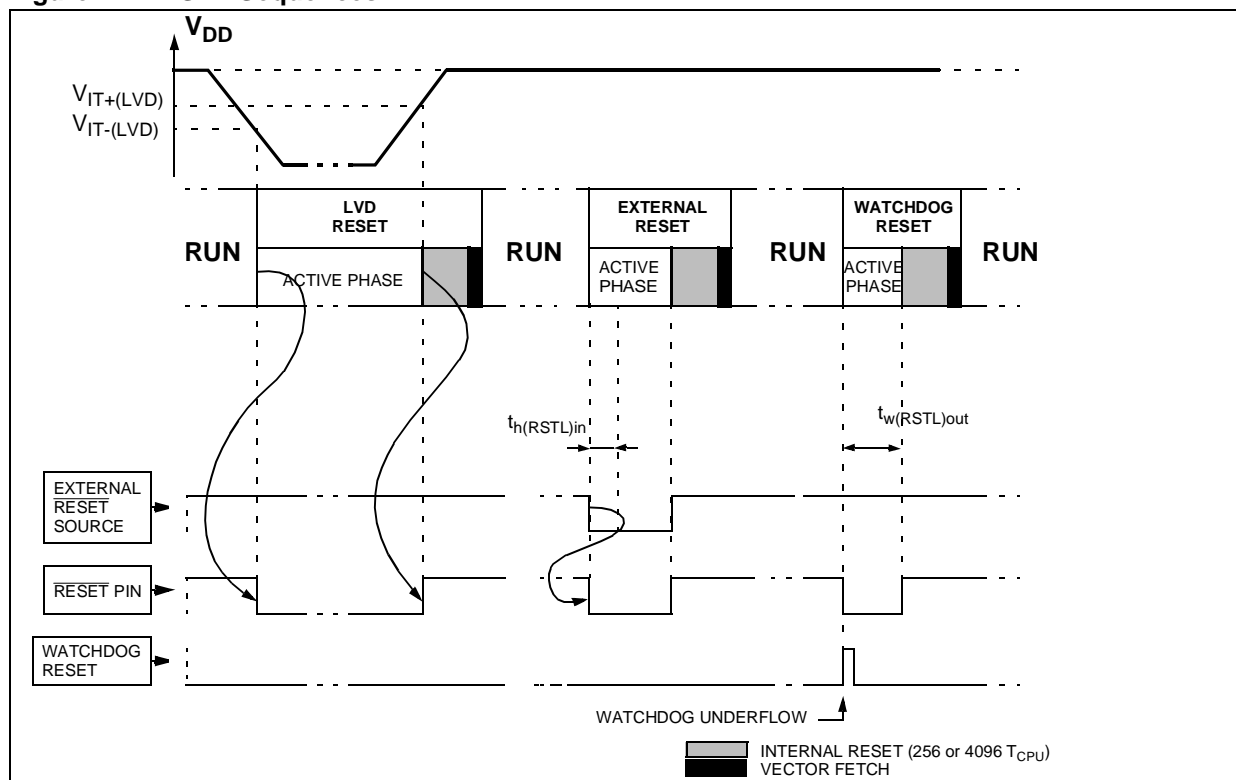 V_DD
V_IT+(LVD)
V_IT-(LVD)
LVD
RESET
EXTERNAL
RESET
WATCHDOG
RESET
RUN
RUN
RUN
RUN
ACTIVE PHASE
ACTIVE
PHASE
ACTIVE
PHASE
t_h(RSTL)in
t_w(RSTL)out
EXTERNAL
RESET
SOURCE
RESET PIN
WATCHDOG
RESET
WATCHDOG UNDERFLOW
INTERNAL RESET (256 or 4096 T_CPU)
VECTOR FETCH